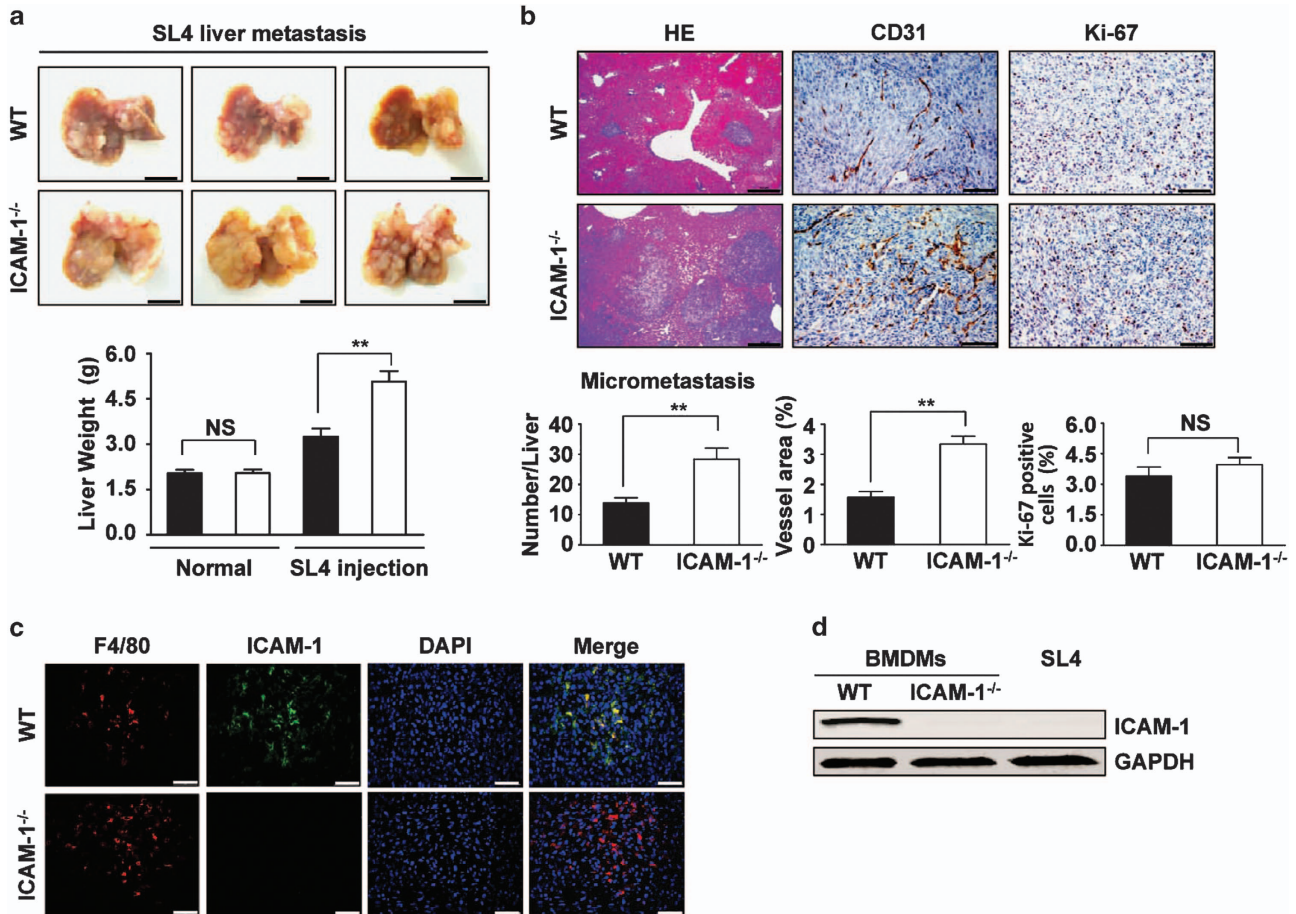 a
SL4 liver metastasis
WT
ICAM-1-/-
Liver Weight (g)
6.0
4.5
3.0
1.5
0.0
NS
**
Normal
SL4 injection
b
HE
CD31
Ki-67
WT
ICAM-1-/-
Micrometastasis
Number/Liver
40
30
20
10
0
**
WT
ICAM-1-/-
Vessel area (%)
4
3
2
1
0
**
WT
ICAM-1-/-
Ki-67 positive
cells (%)
6.0
4.5
3.0
1.5
0.0
NS
WT
ICAM-1-/-
c
F4/80
ICAM-1
DAPI
Merge
WT
ICAM-1-/-
d
BMDMs
SL4
WT
ICAM-1-/-
ICAM-1
GAPDH